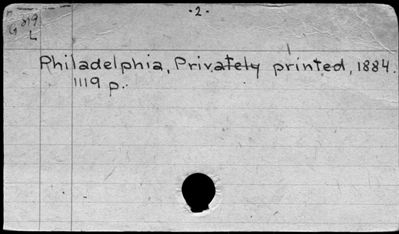 -2-
G 819
L
Philadelphia, Privately printed, 1884.
1119 p.